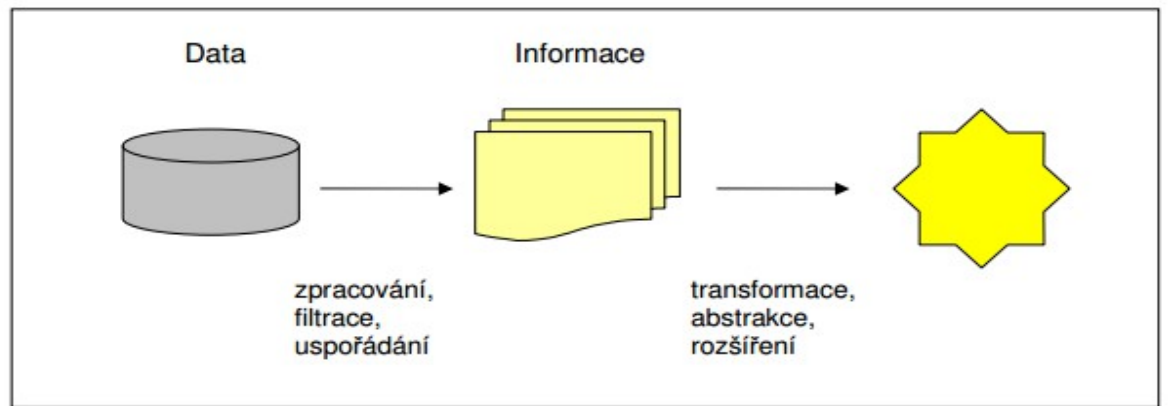 Data
Informace
zpracování,
filtrace,
uspořádání
transformace,
abstrakce,
rozšíření